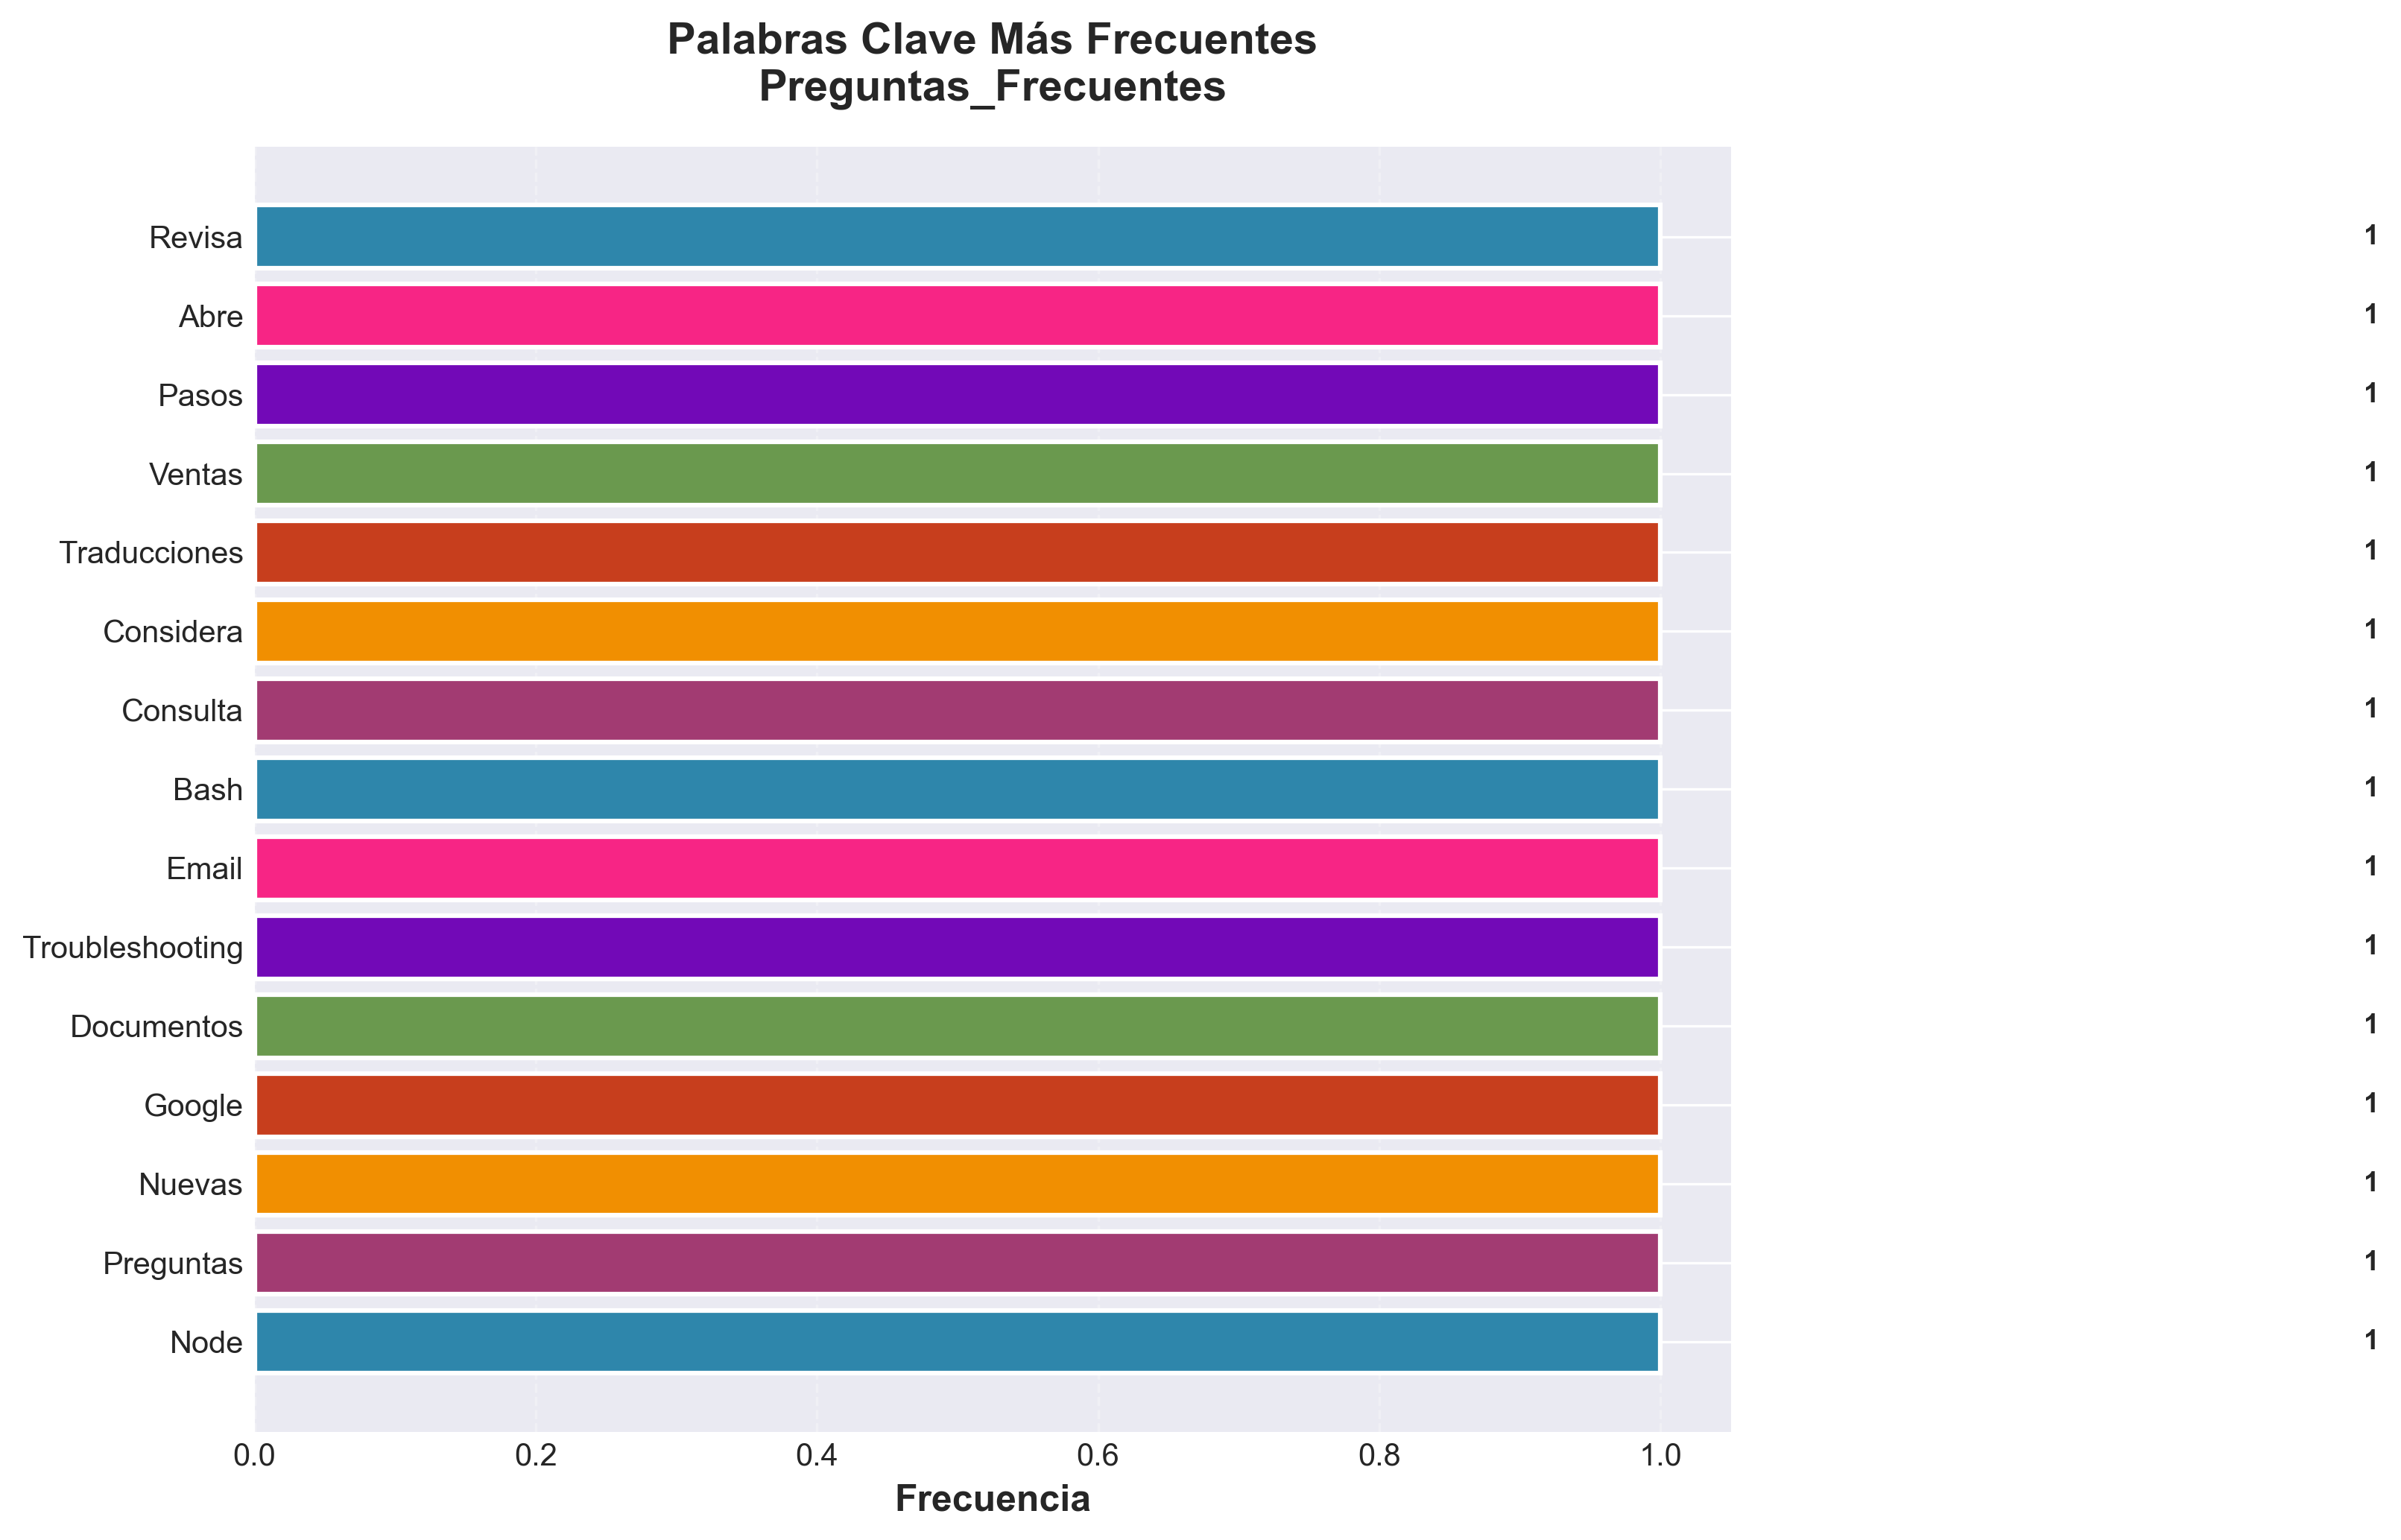 Palabras Clave Más Frecuentes
Preguntas_Frecuentes
Revisa 1
Abre 1
Pasos 1
Ventas 1
Traducciones 1
Considera 1
Consulta 1
Bash 1
Email 1
Troubleshooting 1
Documentos 1
Google 1
Nuevas 1
Preguntas 1
Node 1
0.0 0.2 0.4 0.6 0.8 1.0
Frecuencia